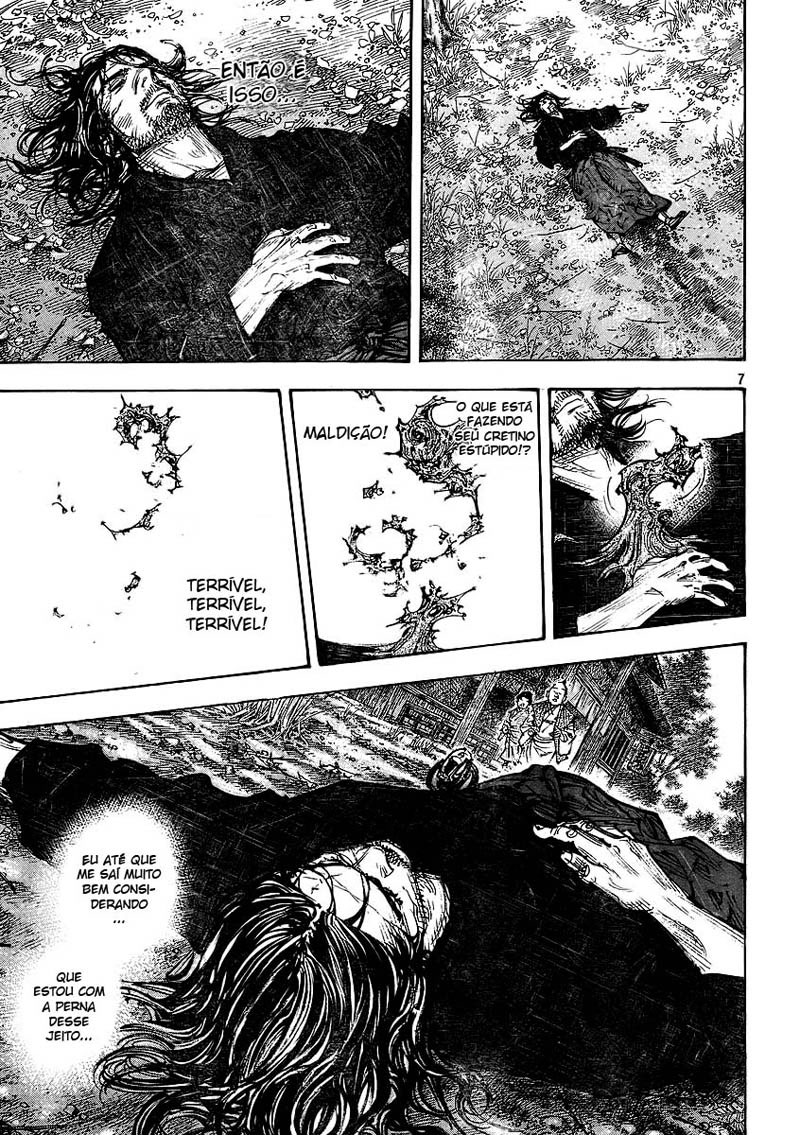 ENTÃO É
ISSO...
7
O QUE ESTÁ
FAZENDO
SEU CRETINO
ESTÚPIDO!?
MALDIÇÃO!
TERRÍVEL,
TERRÍVEL,
TERRÍVEL!
EU ATÉ QUE
ME SAÍ MUITO
BEM CONSI-
DERANDO
...
QUE
ESTOU COM
A PERNA
DESSE
JEITO...